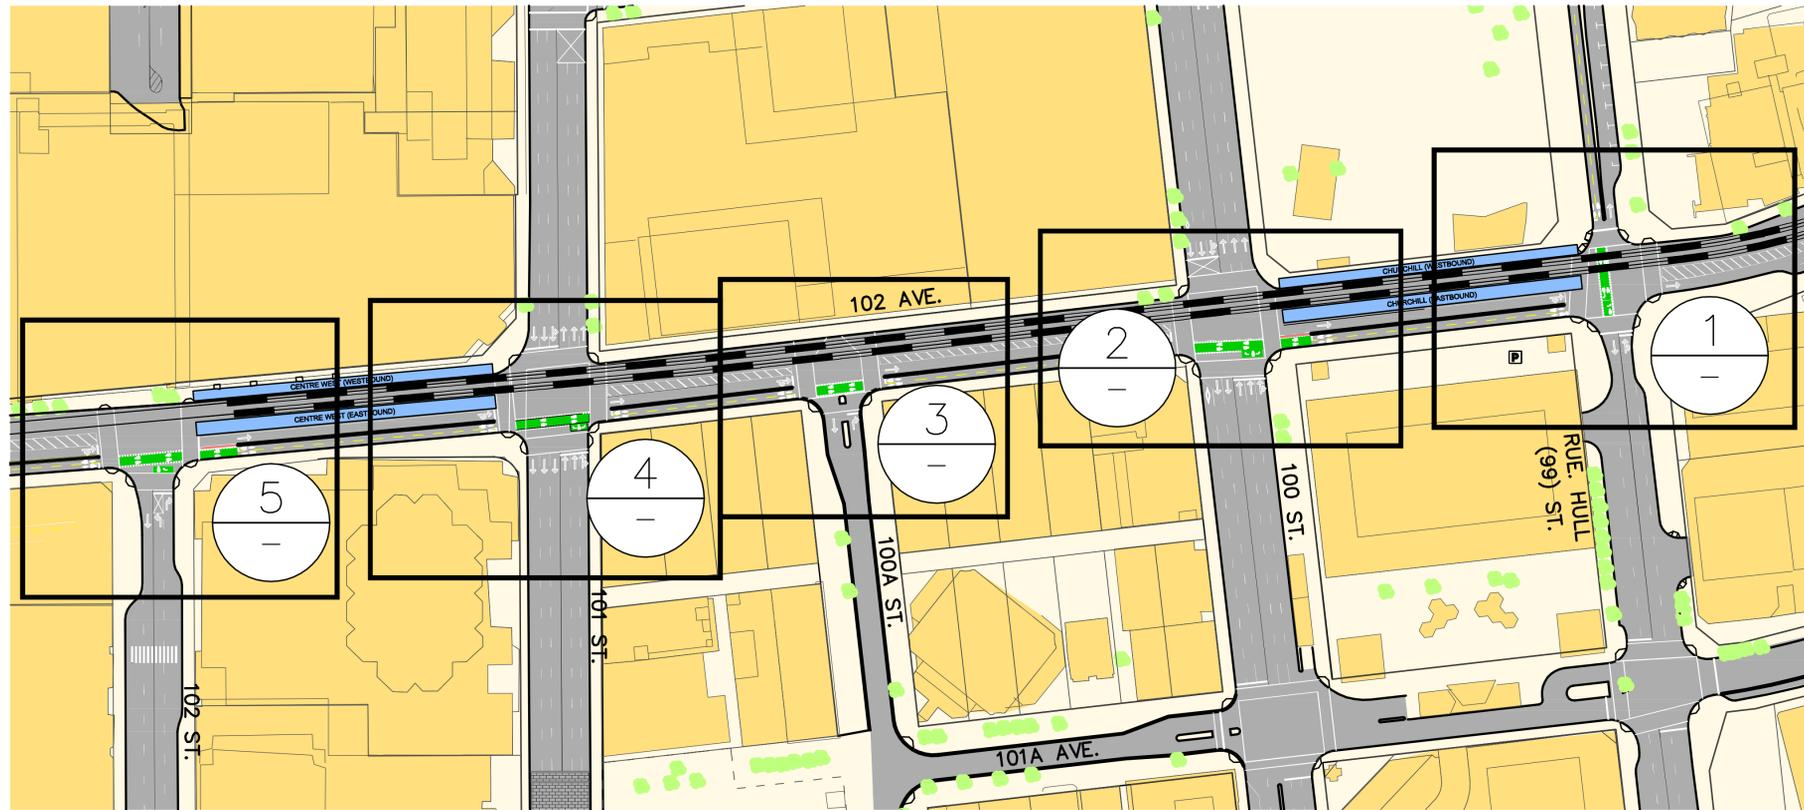 102 AVE.
CHURCHILL (WESTBOUND)
CHURCHILL (EASTBOUND)
1
–
2
–
P
CENTRE WEST (WESTBOUND)
CENTRE WEST (EASTBOUND)
3
–
4
–
5
–
RUE. HULL
(99) ST.
100 ST.
100A ST.
101 ST.
102 ST.
101A AVE.